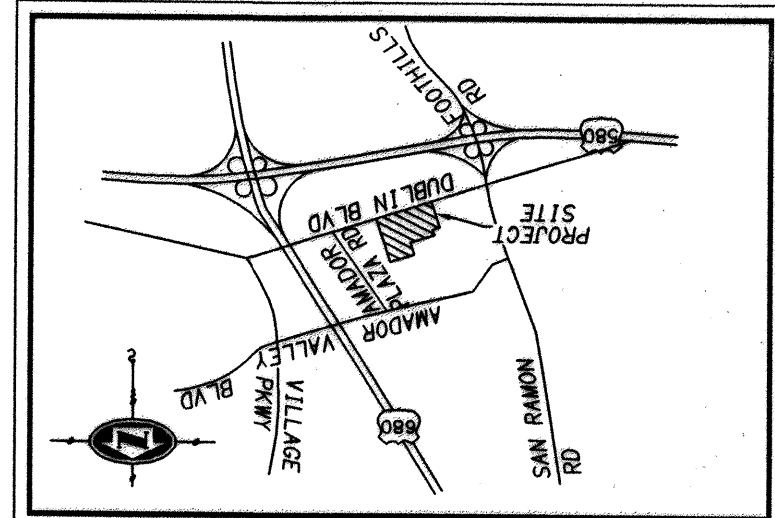 FOOTHILLS
RD
580
DUBLIN BLVD
PROJECT
SITE
AMADOR
PLAZA RD
AMADOR VALLEY
BLVD
VILLAGE
PKWY
680
SAN RAMON
RD
S
N